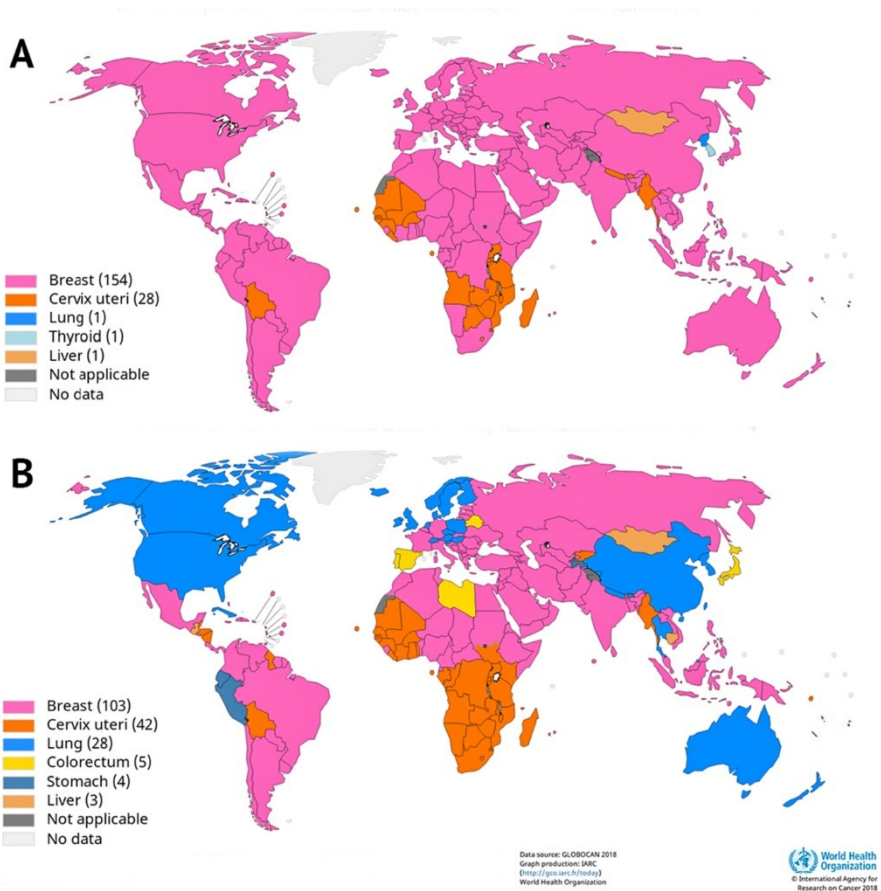 A
Breast (154)
Cervix uteri (28)
Lung (1)
Thyroid (1)
Liver (1)
Not applicable
No data
B
Breast (103)
Cervix uteri (42)
Lung (28)
Colorectum (5)
Stomach (4)
Liver (3)
Not applicable
No data
Data source: GLOBOCAN 2018
Graph production: IARC
(http://gco.iarc.fr/today)
World Health Organization
World Health
Organization
© International Agency for
Research on Cancer 2018